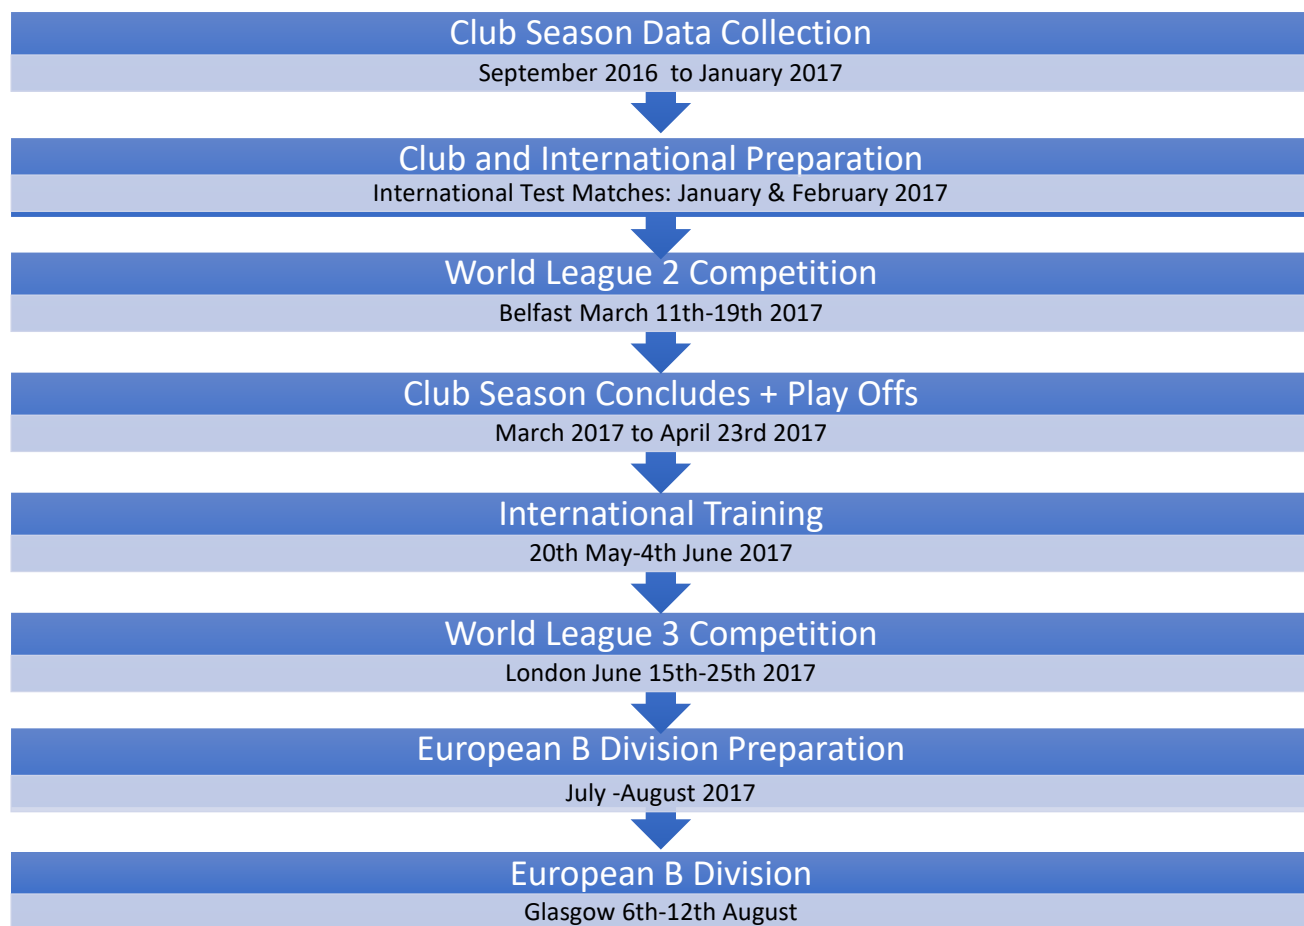 Club Season Data Collection
September 2016 to January 2017
Club and International Preparation
International Test Matches: January & February 2017
World League 2 Competition
Belfast March 11th-19th 2017
Club Season Concludes + Play Offs
March 2017 to April 23rd 2017
International Training
20th May-4th June 2017
World League 3 Competition
London June 15th-25th 2017
European B Division Preparation
July -August 2017
European B Division
Glasgow 6th-12th August